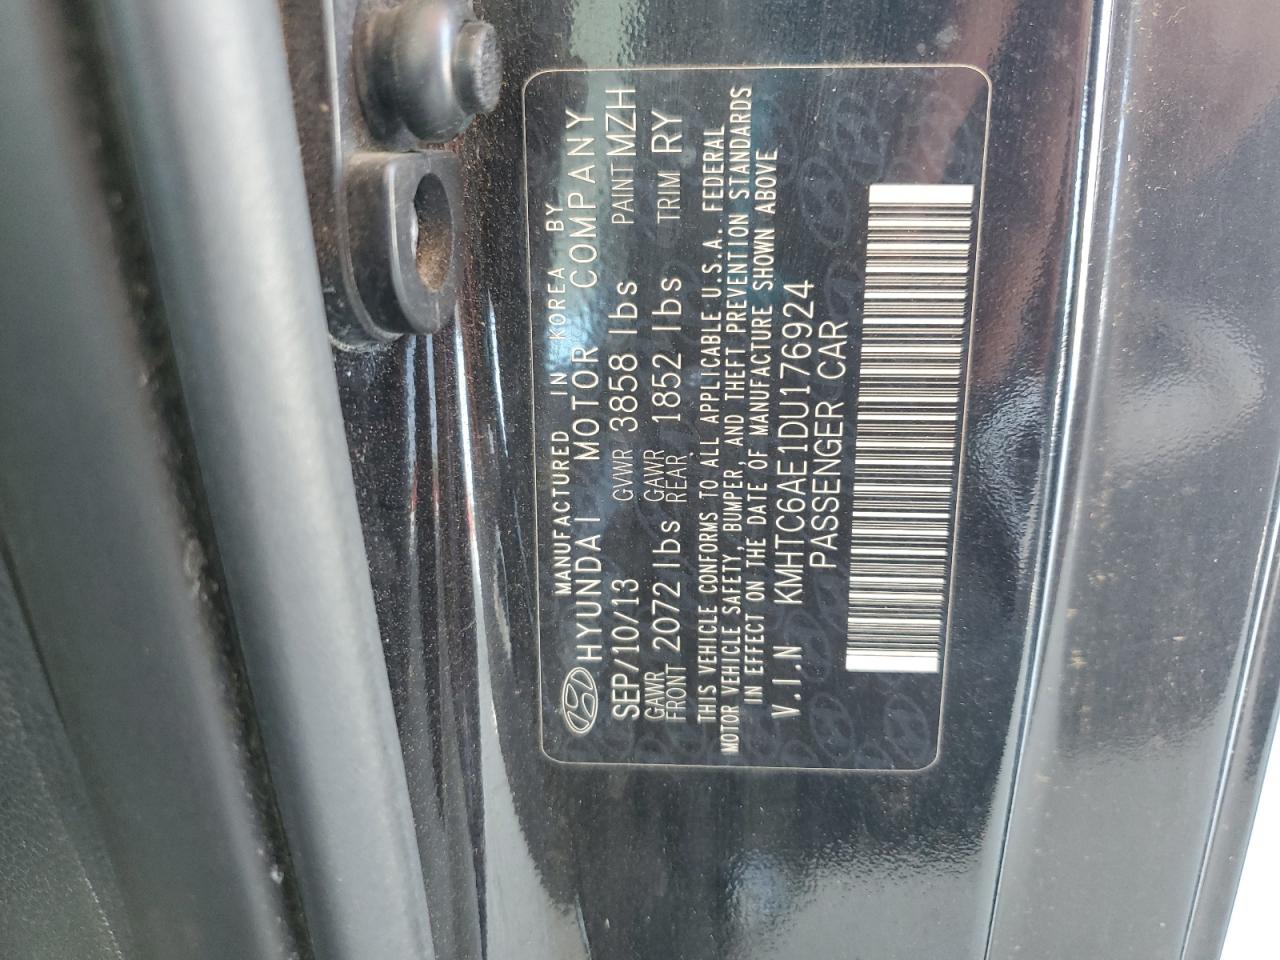 MANUFACTURED IN KOREA BY
HYUNDAI MOTOR COMPANY
SEP/10/13 GVWR 3858 lbs PAINT MZH
GAWR FRONT 2072 lbs GAWR REAR 1852 lbs TRIM RY
THIS VEHICLE CONFORMS TO ALL APPLICABLE U.S.A. FEDERAL
MOTOR VEHICLE SAFETY, BUMPER, AND THEFT PREVENTION STANDARDS
IN EFFECT ON THE DATE OF MANUFACTURE SHOWN ABOVE
V.I.N KMHTC6AE1DU176924
PASSENGER CAR